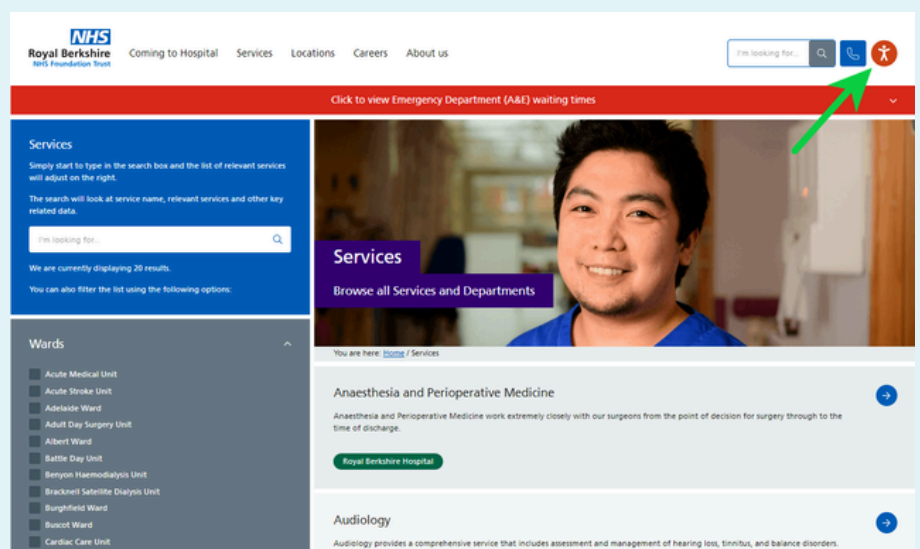 NHS
Royal Berkshire
NHS Foundation Trust
Coming to Hospital
Services
Locations
Careers
About us
I'm looking for...
Click to view Emergency Department (A&E) waiting times
Services
Simply start to type in the search box and the list of relevant services
will adjust on the right.
The search will look at service name, relevant services and other key
related data.
I'm looking for...
We are currently displaying 20 results.
You can also filter the list using the following options:
Wards
Acute Medical Unit
Acute Stroke Unit
Adelaide Ward
Adult Day Surgery Unit
Albert Ward
Battle Day Unit
Benyon Haemodialysis Unit
Bracknell Satellite Dialysis Unit
Burghfield Ward
Buscot Ward
Cardiac Care Unit
Services
Browse all Services and Departments
You are here: Home / Services
Anaesthesia and Perioperative Medicine
Anaesthesia and Perioperative Medicine work extremely closely with our surgeons from the point of decision for surgery through to the
time of discharge.
Royal Berkshire Hospital
Audiology
Audiology provides a comprehensive service that includes assessment and management of hearing loss, tinnitus, and balance disorders.